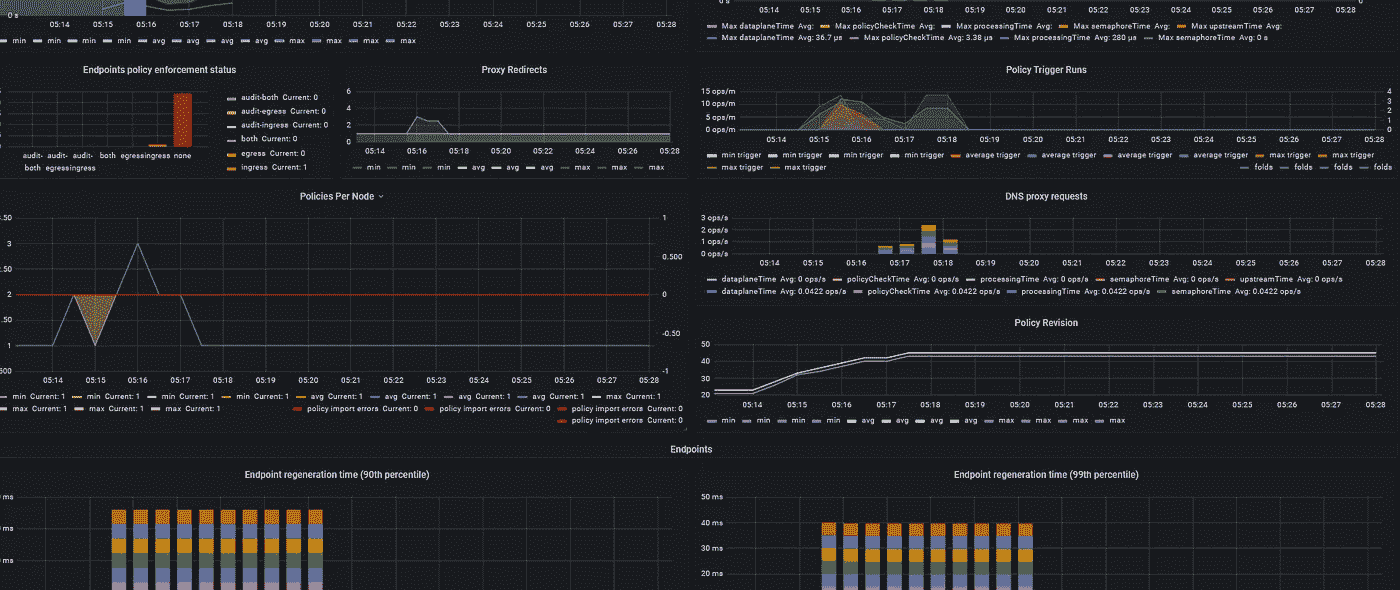 0 s
05:14 05:15 05:16 05:17 05:18 05:19 05:20 05:21 05:22 05:23 05:24 05:25 05:26 05:27 05:28
min min min avg avg avg max max max
05:14 05:15 05:16 05:17 05:18 05:19 05:20 05:21 05:22 05:23 05:24 05:25 05:26 05:27 05:28
Max dataplaneTime Avg: Max policyCheckTime Avg: Max processingTime Avg: Max semaphoreTime Avg: Max upstreamTime Avg:
Max dataplaneTime Avg: 36.7 µs Max policyCheckTime Avg: 3.38 µs Max processingTime Avg: 280 µs Max semaphoreTime Avg: 0 s
Endpoints policy enforcement status
audit-both Current: 0
audit-egress Current: 0
audit-ingress Current: 0
both Current: 0
egress Current: 0
ingress Current: 1
audit- audit- audit- both egressingress none
both egressingress
Proxy Redirects
6
4
2
0
05:14 05:16 05:18 05:20 05:22 05:24 05:26 05:28
min min min avg avg avg max max max
Policy Trigger Runs
15 ops/m 4
10 ops/m 3
2
5 ops/m 1
0 ops/m 0
05:14 05:15 05:16 05:17 05:18 05:19 05:20 05:21 05:22 05:23 05:24 05:25 05:26 05:27 05:28
min trigger min trigger min trigger min trigger average trigger average trigger average trigger average trigger max trigger max trigger
max trigger max trigger folds folds folds folds
Policies Per Node
3.50 1
3
2.50 0.500
2 0
1.50 -0.50
1
-1
05:14 05:15 05:16 05:17 05:18 05:19 05:20 05:21 05:22 05:23 05:24 05:25 05:26 05:27 05:28
min Current: 1 min Current: 1 min Current: 1 min Current: 1 avg Current: 1 avg Current: 1 avg Current: 1 avg Current: 1 max Current: 1
max Current: 1 max Current: 1 max Current: 1 policy import errors Current: 0 policy import errors Current: 0 policy import errors Current: 0
policy import errors Current: 0
DNS proxy requests
3 ops/s
2 ops/s
1 ops/s
0 ops/s
05:14 05:15 05:16 05:17 05:18 05:19 05:20 05:21 05:22 05:23 05:24 05:25 05:26 05:27 05:28
dataplaneTime Avg: 0 ops/s policyCheckTime Avg: 0 ops/s processingTime Avg: 0 ops/s semaphoreTime Avg: 0 ops/s upstreamTime Avg: 0 ops/s
dataplaneTime Avg: 0.0422 ops/s policyCheckTime Avg: 0.0422 ops/s processingTime Avg: 0.0422 ops/s semaphoreTime Avg: 0.0422 ops/s
Policy Revision
50
40
30
20
05:14 05:15 05:16 05:17 05:18 05:19 05:20 05:21 05:22 05:23 05:24 05:25 05:26 05:27 05:28
min min min min avg avg avg avg max max max max
Endpoints
Endpoint regeneration time (90th percentile)
ms
ms
ms
Endpoint regeneration time (99th percentile)
50 ms
40 ms
30 ms
20 ms